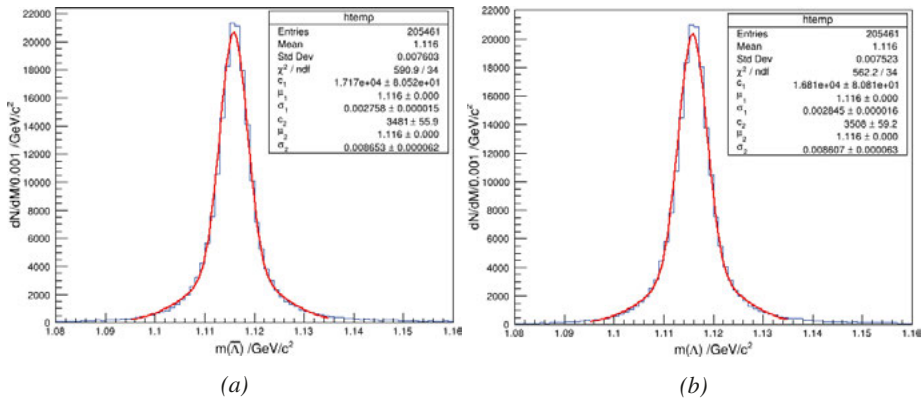 htemp
Entries 205461
Mean 1.116
Std Dev 0.007603
χ² / ndf 590.9 / 34
c₁ 1.717e+04 ± 8.052e+01
μ₁ 1.116 ± 0.000
σ₁ 0.002758 ± 0.000015
c₂ 3481 ± 55.9
μ₂ 1.116 ± 0.000
σ₂ 0.008653 ± 0.000062
dN/dM/0.001 /GeV/c²
22000
20000
18000
16000
14000
12000
10000
8000
6000
4000
2000
0
1.08 1.09 1.1 1.11 1.12 1.13 1.14 1.15 1.16
m(Λ̅) /GeV/c²
(a)
htemp
Entries 205461
Mean 1.116
Std Dev 0.007523
χ² / ndf 562.2 / 34
c₁ 1.681e+04 ± 8.081e+01
μ₁ 1.116 ± 0.000
σ₁ 0.002845 ± 0.000016
c₂ 3508 ± 59.2
μ₂ 1.116 ± 0.000
σ₂ 0.008607 ± 0.000063
dN/dM/0.001 /GeV/c²
22000
20000
18000
16000
14000
12000
10000
8000
6000
4000
2000
0
1.08 1.09 1.1 1.11 1.12 1.13 1.14 1.15 1.16
m(Λ) /GeV/c²
(b)